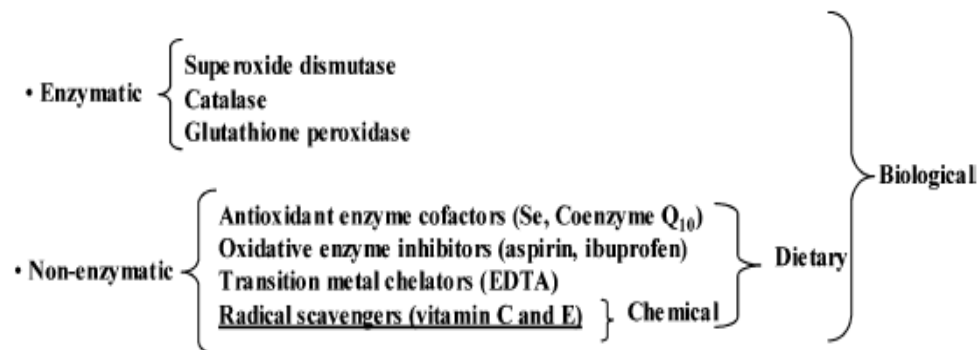 • Enzymatic
Superoxide dismutase
Catalase
Glutathione peroxidase
Biological
• Non-enzymatic
Antioxidant enzyme cofactors (Se, Coenzyme Q₁₀)
Oxidative enzyme inhibitors (aspirin, ibuprofen)
Transition metal chelators (EDTA)
Radical scavengers (vitamin C and E)
Chemical
Dietary